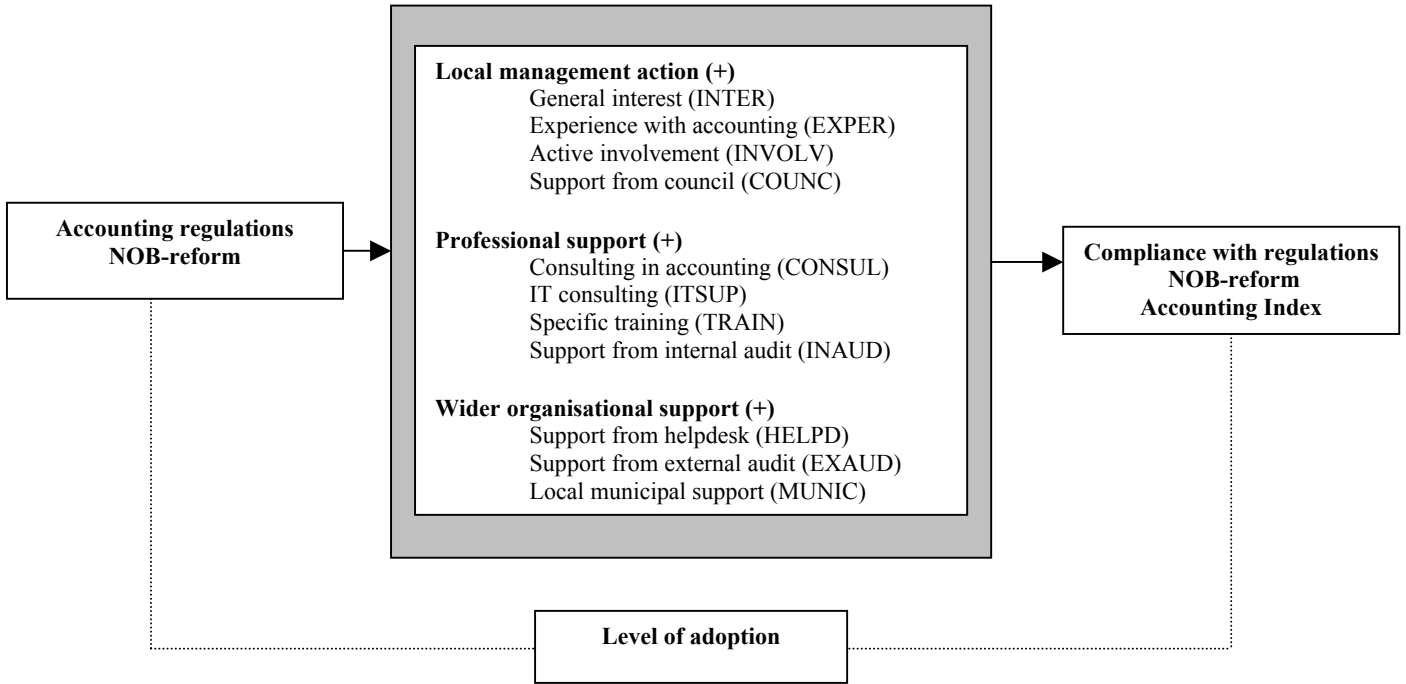 Accounting regulations
NOB-reform
Local management action (+)
General interest (INTER)
Experience with accounting (EXPER)
Active involvement (INVOLV)
Support from council (COUNC)
Professional support (+)
Consulting in accounting (CONSUL)
IT consulting (ITSUP)
Specific training (TRAIN)
Support from internal audit (INAUD)
Wider organisational support (+)
Support from helpdesk (HELPD)
Support from external audit (EXAUD)
Local municipal support (MUNIC)
Compliance with regulations
NOB-reform
Accounting Index
Level of adoption